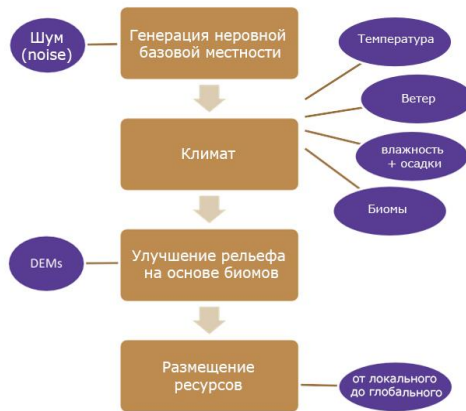 Шум
(noise)
Генерация неровной
базовой местности
Температура
Ветер
Климат
влажность
+ осадки
Биомы
DEMs
Улучшение рельефа
на основе биомов
Размещение
ресурсов
от локального
до глобального